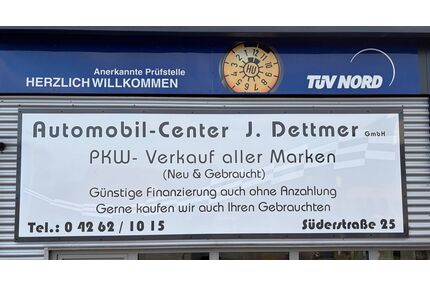 Anerkannte Prüfstelle
HERZLICH WILLKOMMEN
HU
TÜV NORD
Automobil-Center J. Dettmer GmbH
PKW- Verkauf aller Marken
(Neu & Gebraucht)
Günstige Finanzierung auch ohne Anzahlung
Gerne kaufen wir auch Ihren Gebrauchten
Tel.: 0 42 62 / 10 15 Süderstraße 25